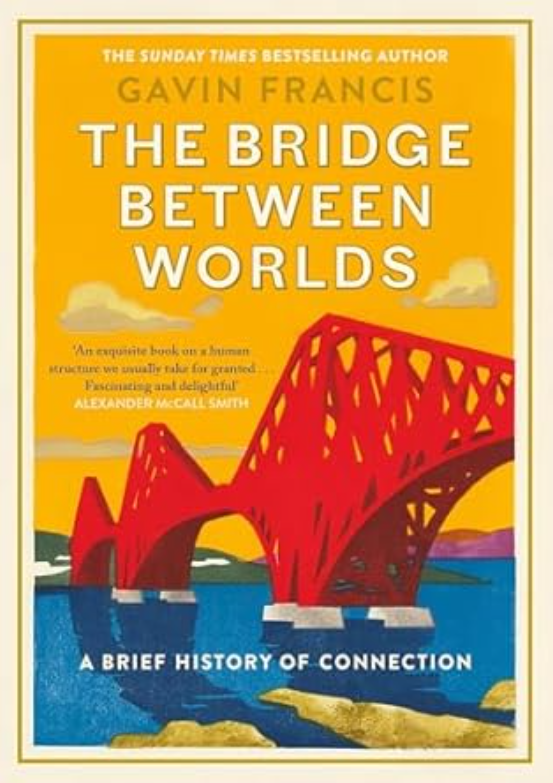 THE SUNDAY TIMES BESTSELLING AUTHOR
GAVIN FRANCIS
THE BRIDGE
BETWEEN
WORLDS
‘An exquisite book on a human
structure we usually take for granted . . .
Fascinating and delightful’
ALEXANDER McCALL SMITH
A BRIEF HISTORY OF CONNECTION